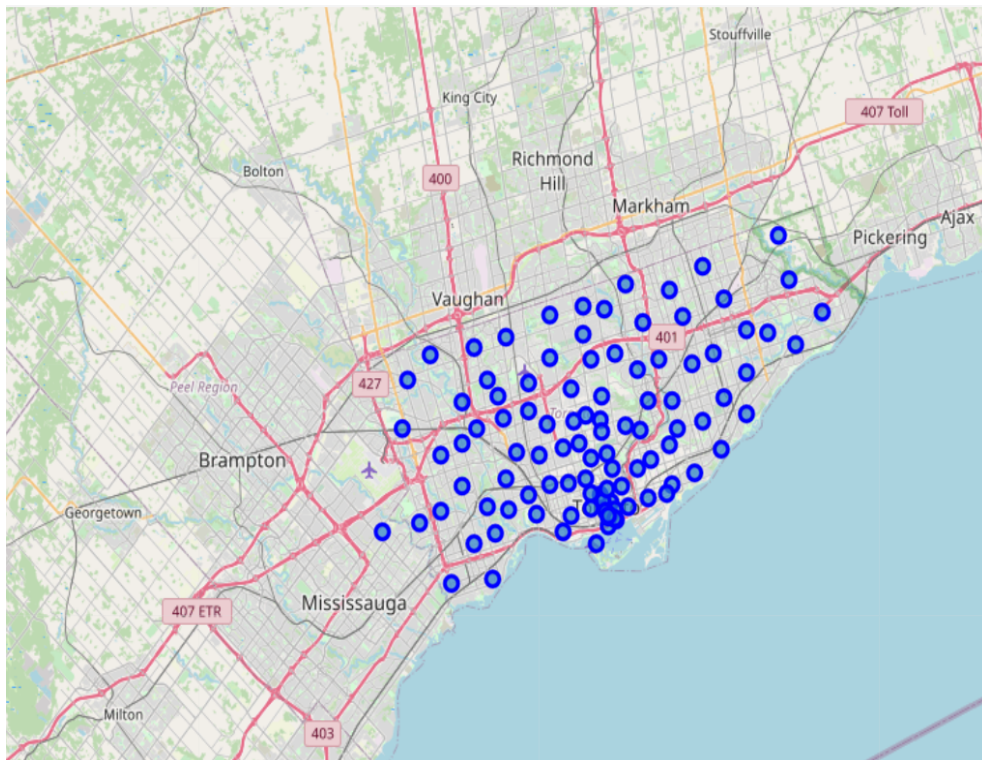 Stouffville
King City
407 Toll
Richmond
Hill
Bolton
400
Markham
Ajax
Pickering
Vaughan
401
427
Peel Region
Brampton
Georgetown
Mississauga
407 ETR
Milton
403